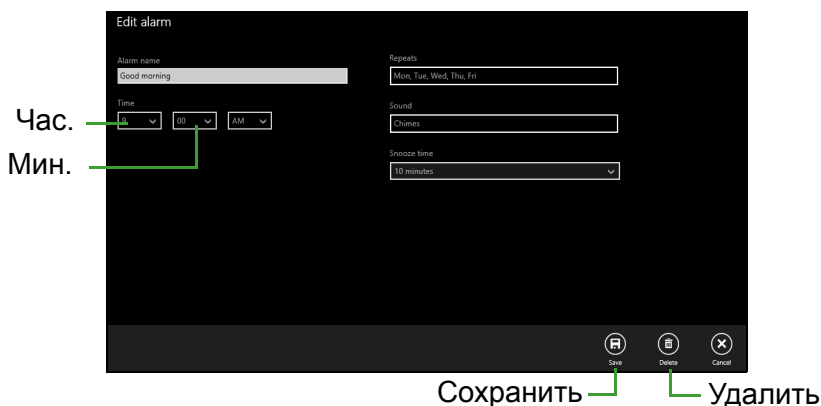 Edit alarm
Alarm name
Good morning
Time
9 00 AM
Repeats
Mon, Tue, Wed, Thu, Fri
Sound
Chimes
Snooze time
10 minutes
Час.
Мин.
Save Delete Cancel
Сохранить Удалить